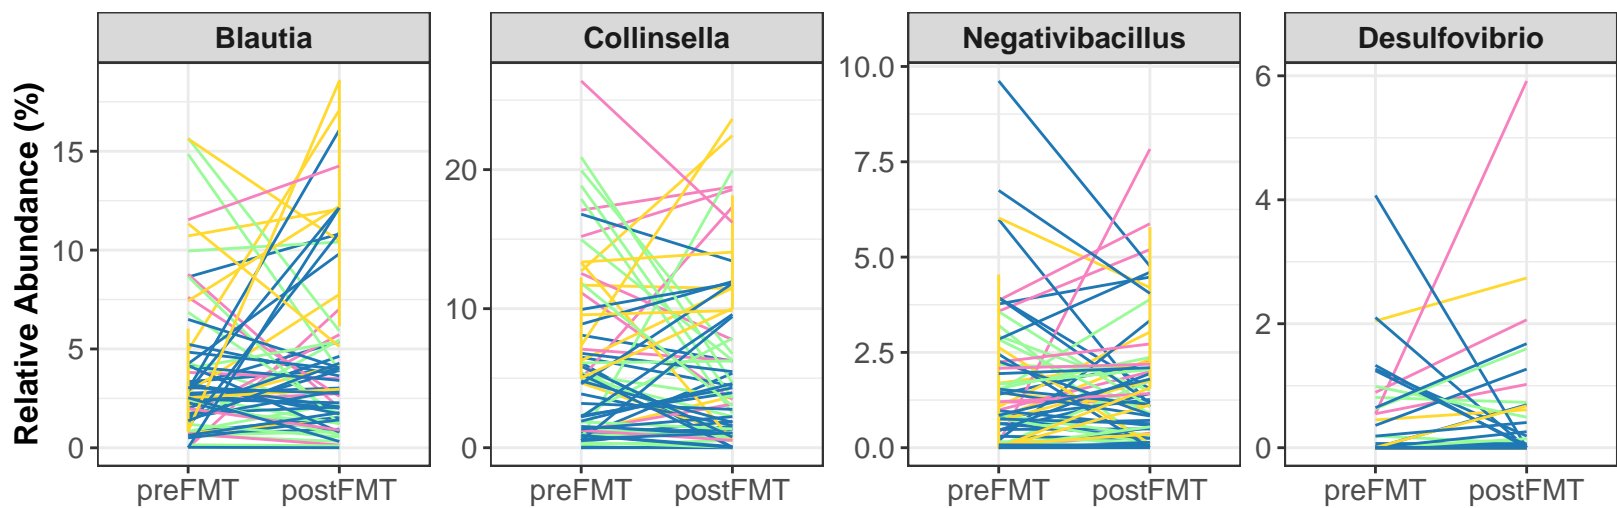 Blautia
Collinsella
Negativibacillus
Desulfovibrio
Relative Abundance (%)
15
10
5
0
20
10
0
10.0
7.5
5.0
2.5
0.0
6
4
2
0
preFMT postFMT
preFMT postFMT
preFMT postFMT
preFMT postFMT